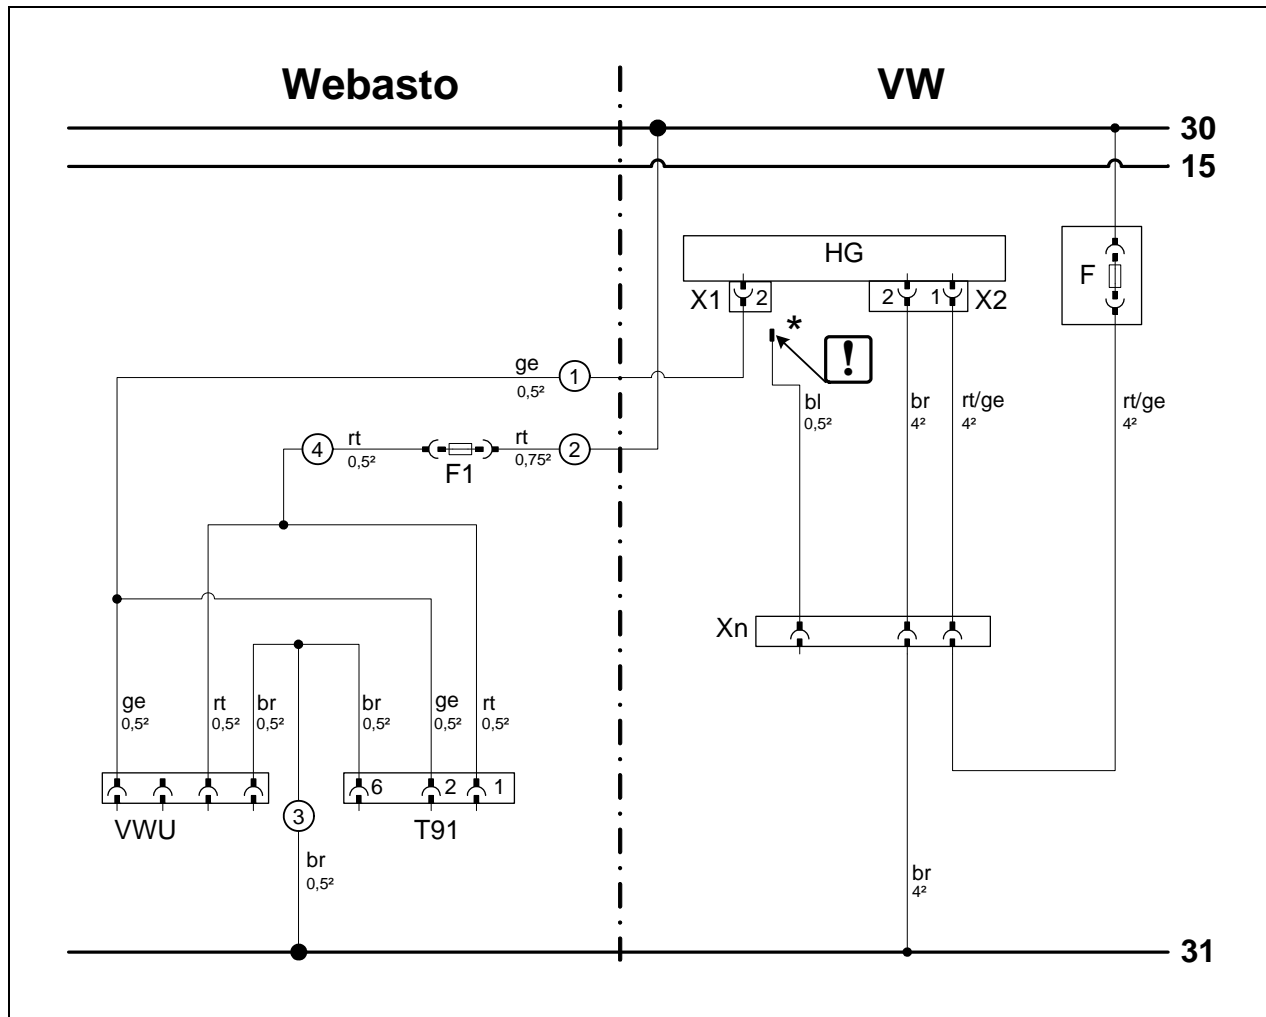 Webasto VW
30
15
HG
X1 2 2 1 X2
F
*
!
ge
0,5²
1
bl
0,5²
br
4²
rt/ge
4²
rt/ge
4²
4
rt
0,5²
F1
rt
0,75²
2
Xn
ge
0,5²
rt
0,5²
br
0,5²
br
0,5²
ge
0,5²
rt
0,5²
6 2 1
VWU
3
T91
br
0,5²
br
4²
31